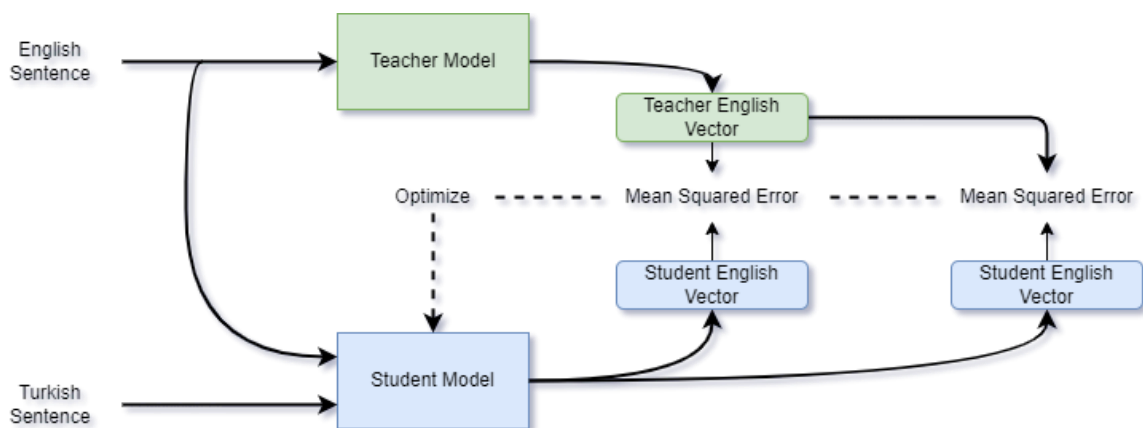 English
Sentence
Teacher Model
Teacher English
Vector
Optimize
Mean Squared Error
Mean Squared Error
Student English
Vector
Student English
Vector
Student Model
Turkish
Sentence